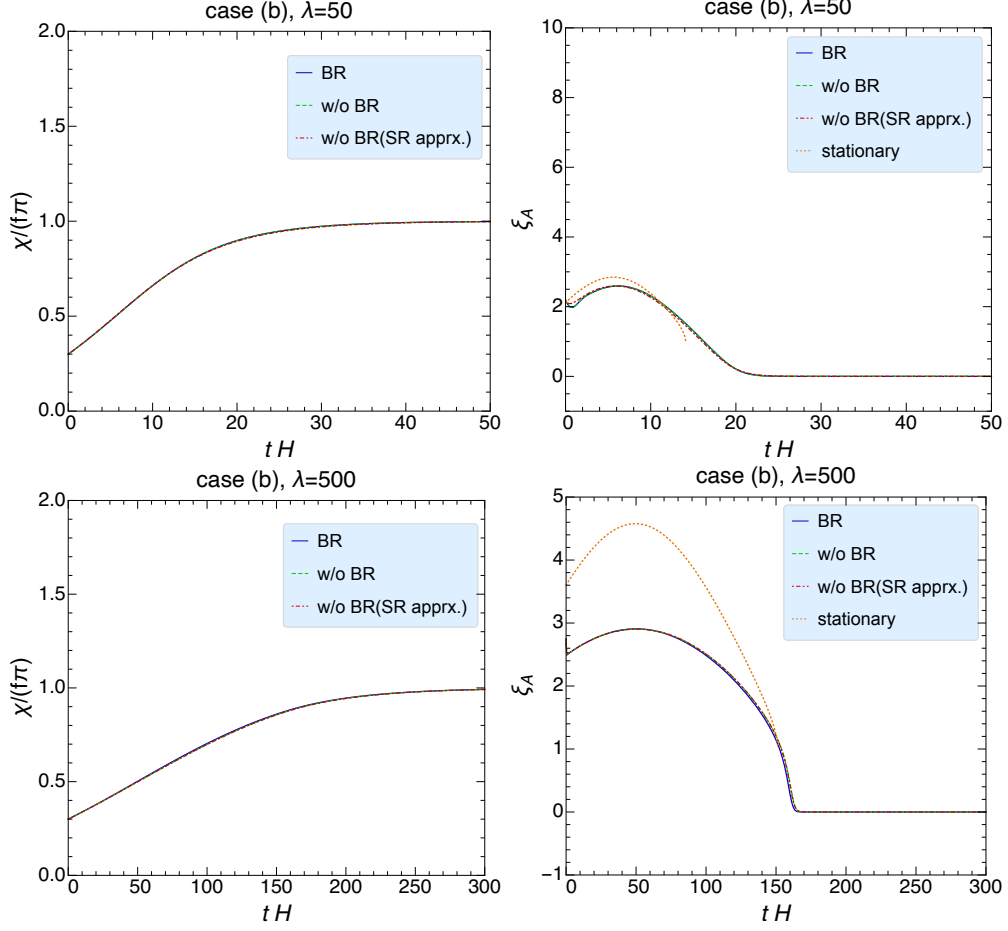 case (b), λ=50
2.0
1.5
1.0
0.5
0.0
χ/(fπ)
BR
w/o BR
w/o BR(SR apprx.)
0 10 20 30 40 50
t H
case (b), λ=50
10
8
6
4
2
0
ξA
BR
w/o BR
w/o BR(SR apprx.)
stationary
0 10 20 30 40 50
t H
case (b), λ=500
2.0
1.5
1.0
0.5
0.0
χ/(fπ)
BR
w/o BR
w/o BR(SR apprx.)
0 50 100 150 200 250 300
t H
case (b), λ=500
5
4
3
2
1
0
−1
ξA
BR
w/o BR
w/o BR(SR apprx.)
stationary
0 50 100 150 200 250 300
t H